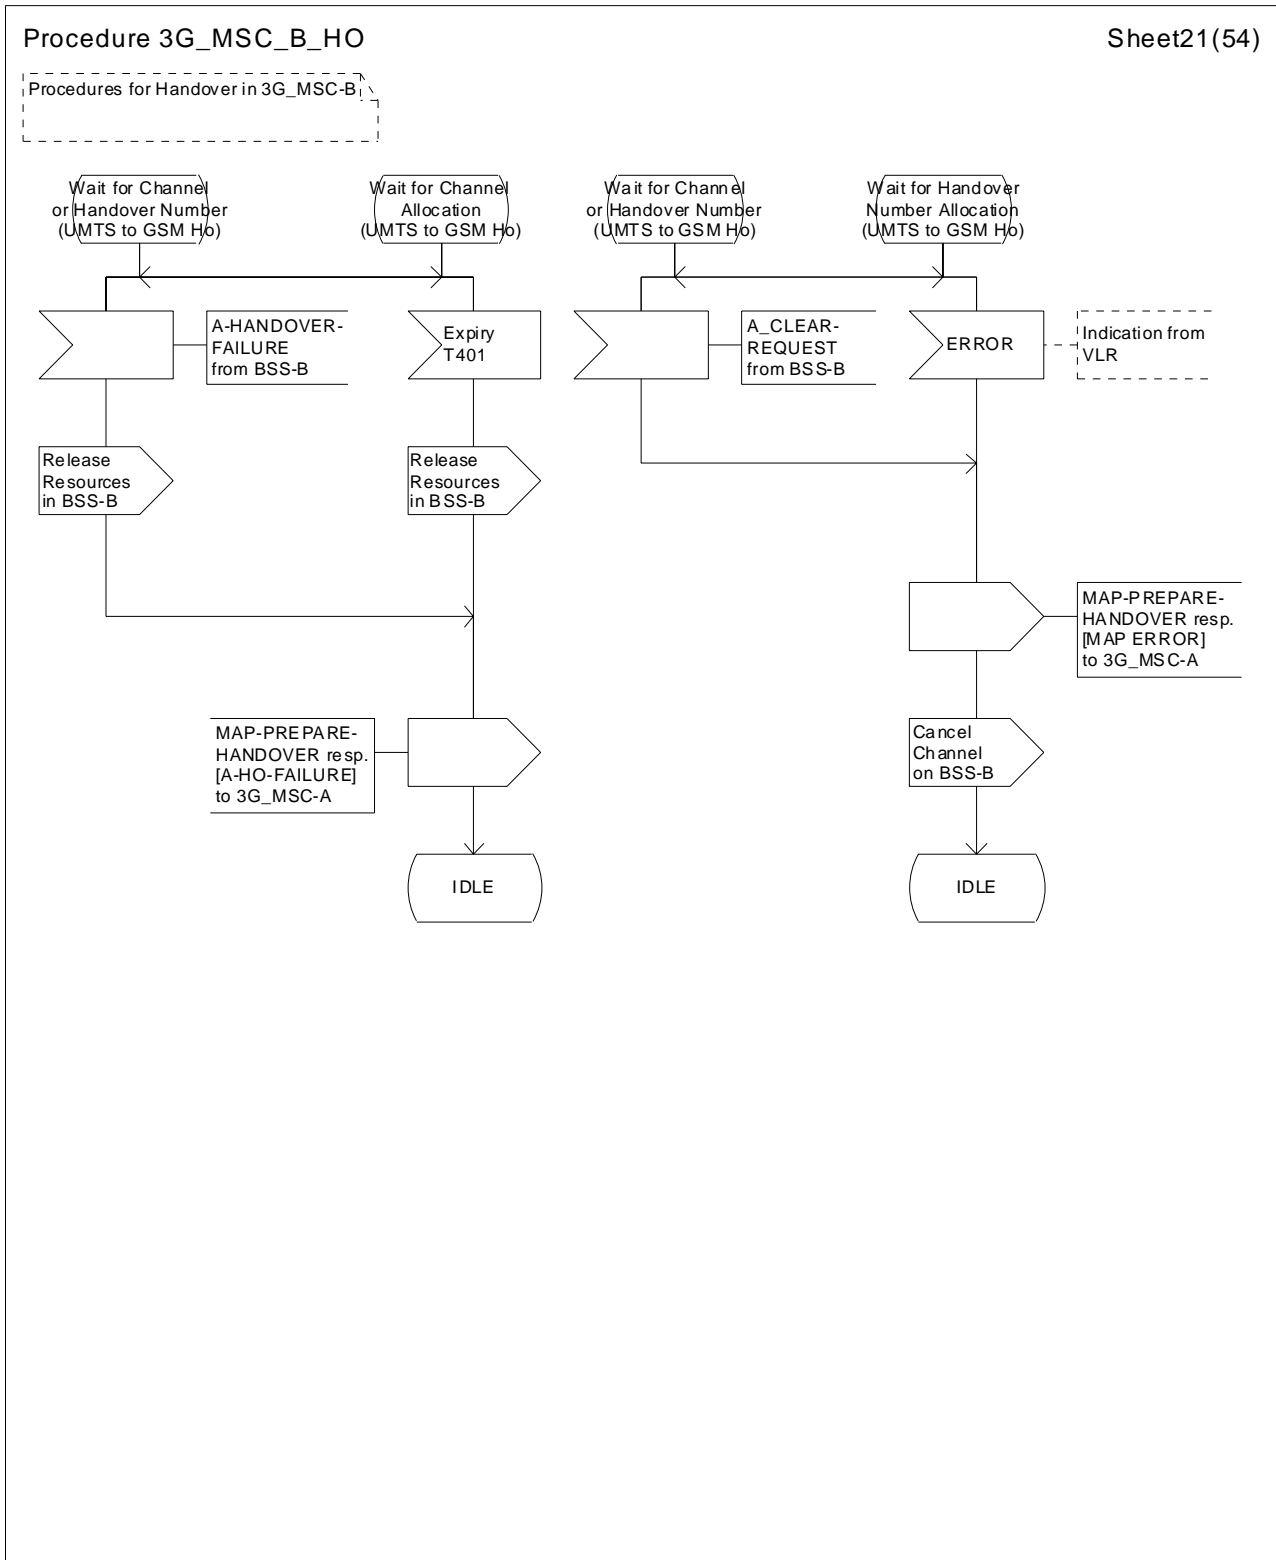 Procedure 3G_MSC_B_HO
Sheet21(54)
Procedures for Handover in 3G_MSC-B
Wait for Channel
or Handover Number
(UMTS to GSM Ho)
Wait for Channel
Allocation
(UMTS to GSM Ho)
Wait for Channel
or Handover Number
(UMTS to GSM Ho)
Wait for Handover
Number Allocation
(UMTS to GSM Ho)
A-HANDOVER-
FAILURE
from BSS-B
Expiry
T401
A_CLEAR-
REQUEST
from BSS-B
ERROR
Indication from
VLR
Release
Resources
in BSS-B
Release
Resources
in BSS-B
MAP-PREPARE-
HANDOVER resp.
[MAP ERROR]
to 3G_MSC-A
MAP-PREPARE-
HANDOVER resp.
[A-HO-FAILURE]
to 3G_MSC-A
Cancel
Channel
on BSS-B
IDLE
IDLE